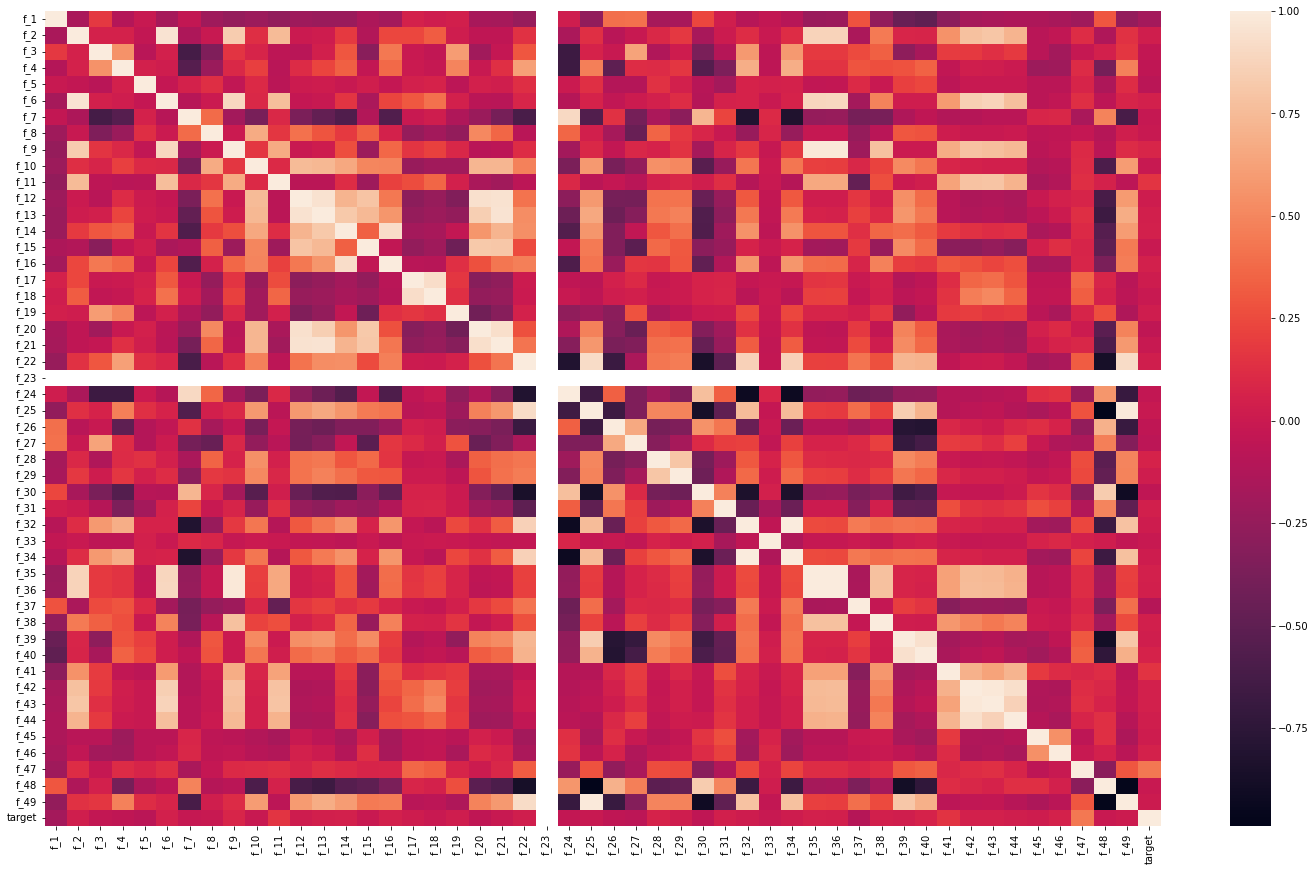 f_1
f_2
f_3
f_4
f_5
f_6
f_7
f_8
f_9
f_10
f_11
f_12
f_13
f_14
f_15
f_16
f_17
f_18
f_19
f_20
f_21
f_22
f_23
f_24
f_25
f_26
f_27
f_28
f_29
f_30
f_31
f_32
f_33
f_34
f_35
f_36
f_37
f_38
f_39
f_40
f_41
f_42
f_43
f_44
f_45
f_46
f_47
f_48
f_49
target
f_1
f_2
f_3
f_4
f_5
f_6
f_7
f_8
f_9
f_10
f_11
f_12
f_13
f_14
f_15
f_16
f_17
f_18
f_19
f_20
f_21
f_22
f_23
f_24
f_25
f_26
f_27
f_28
f_29
f_30
f_31
f_32
f_33
f_34
f_35
f_36
f_37
f_38
f_39
f_40
f_41
f_42
f_43
f_44
f_45
f_46
f_47
f_48
f_49
target
1.00
0.75
0.50
0.25
0.00
−0.25
−0.50
−0.75